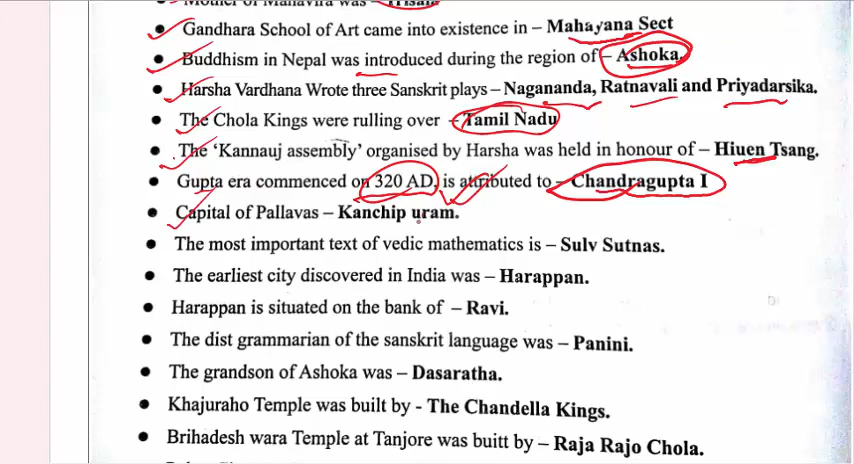 Mother of Mahavira was – Trisala
• Gandhara School of Art came into existence in – Mahayana Sect
• Buddhism in Nepal was introduced during the region of – Ashoka.
• Harsha Vardhana Wrote three Sanskrit plays – Nagananda, Ratnavali and Priyadarsika.
• The Chola Kings were rulling over – Tamil Nadu
• The ‘Kannauj assembly’ organised by Harsha was held in honour of – Hiuen Tsang.
• Gupta era commenced on 320 AD, is attributed to – Chandragupta I
• Capital of Pallavas – Kanchip uram.
• The most important text of vedic mathematics is – Sulv Sutnas.
• The earliest city discovered in India was – Harappan.
• Harappan is situated on the bank of – Ravi.
• The dist grammarian of the sanskrit language was – Panini.
• The grandson of Ashoka was – Dasaratha.
• Khajuraho Temple was built by - The Chandella Kings.
• Brihadesh wara Temple at Tanjore was buitt by – Raja Rajo Chola.